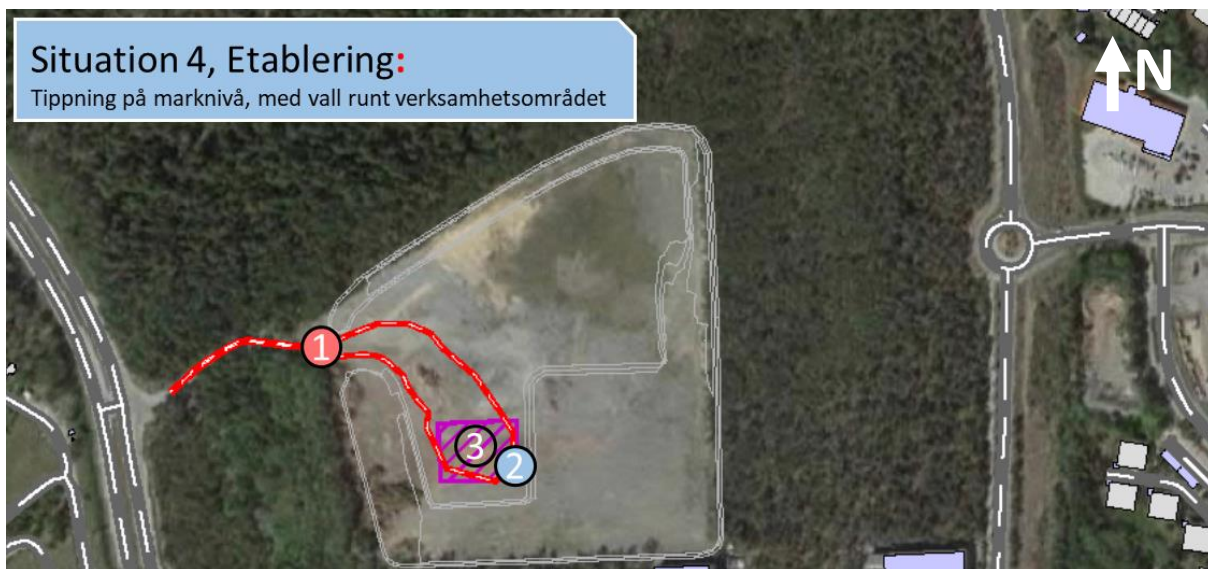 Situation 4, Etablering:
Tippning på marknivå, med vall runt verksamhetsområdet
N
1
3
2